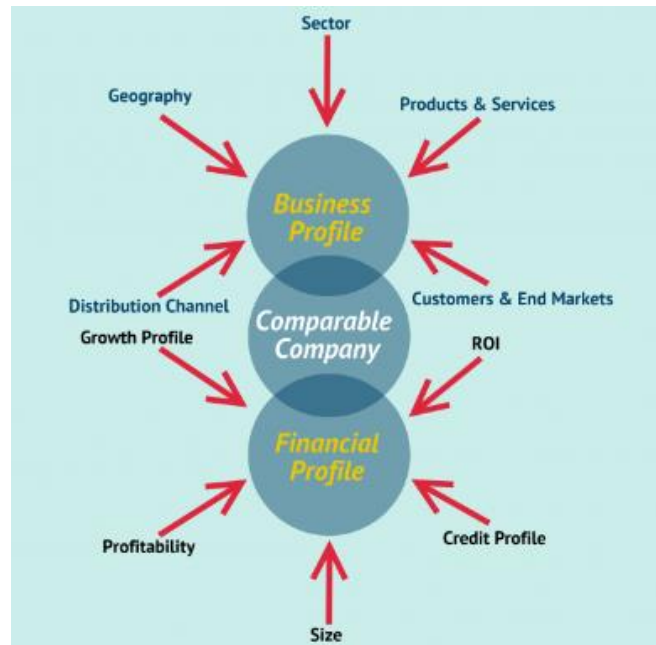 Sector
Geography
Products & Services
Business
Profile
Distribution Channel
Customers & End Markets
Comparable
Company
Growth Profile
ROI
Financial
Profile
Profitability
Credit Profile
Size